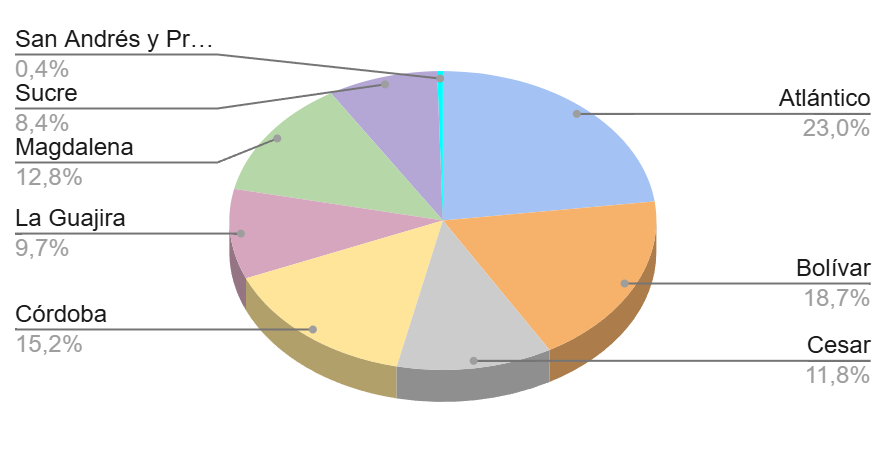 San Andrés y Pr…
0,4%
Sucre
8,4%
Magdalena
12,8%
La Guajira
9,7%
Córdoba
15,2%
Atlántico
23,0%
Bolívar
18,7%
Cesar
11,8%